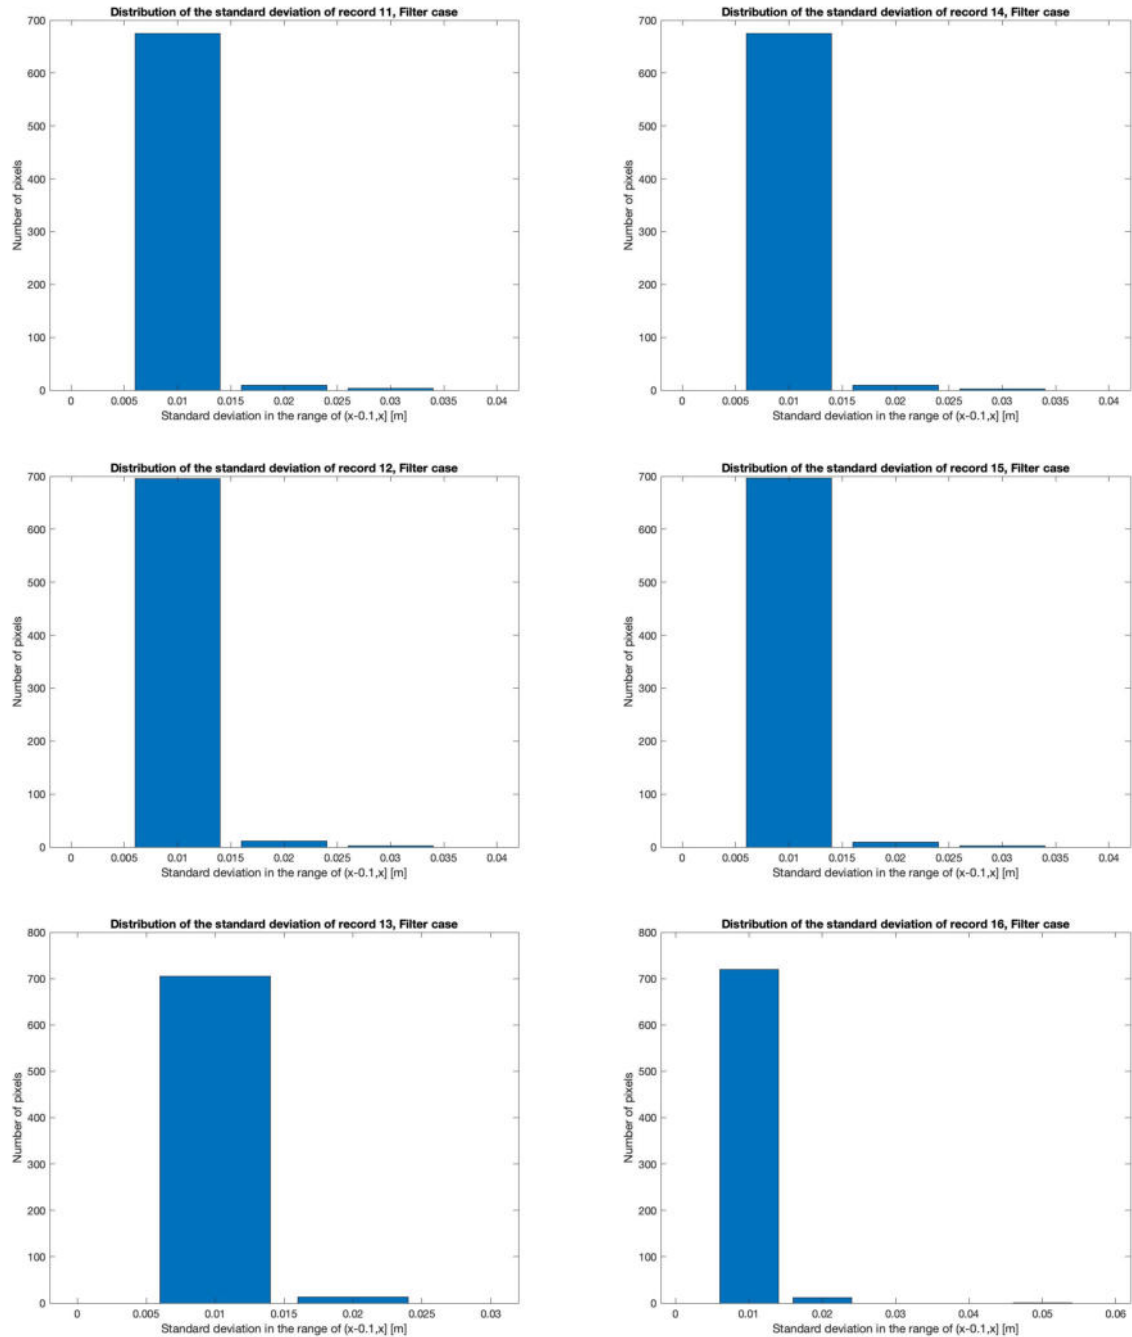 Distribution of the standard deviation of record 11, Filter case
700
600
500
400
300
200
100
0
Number of pixels
0 0.005 0.01 0.015 0.02 0.025 0.03 0.035 0.04
Standard deviation in the range of (x-0.1,x] [m]
Distribution of the standard deviation of record 14, Filter case
700
600
500
400
300
200
100
0
Number of pixels
0 0.005 0.01 0.015 0.02 0.025 0.03 0.035 0.04
Standard deviation in the range of (x-0.1,x] [m]
Distribution of the standard deviation of record 12, Filter case
700
600
500
400
300
200
100
0
Number of pixels
0 0.005 0.01 0.015 0.02 0.025 0.03 0.035 0.04
Standard deviation in the range of (x-0.1,x] [m]
Distribution of the standard deviation of record 15, Filter case
700
600
500
400
300
200
100
0
Number of pixels
0 0.005 0.01 0.015 0.02 0.025 0.03 0.035 0.04
Standard deviation in the range of (x-0.1,x] [m]
Distribution of the standard deviation of record 13, Filter case
800
700
600
500
400
300
200
100
0
Number of pixels
0 0.005 0.01 0.015 0.02 0.025 0.03
Standard deviation in the range of (x-0.1,x] [m]
Distribution of the standard deviation of record 16, Filter case
800
700
600
500
400
300
200
100
0
Number of pixels
0 0.01 0.02 0.03 0.04 0.05 0.06
Standard deviation in the range of (x-0.1,x] [m]